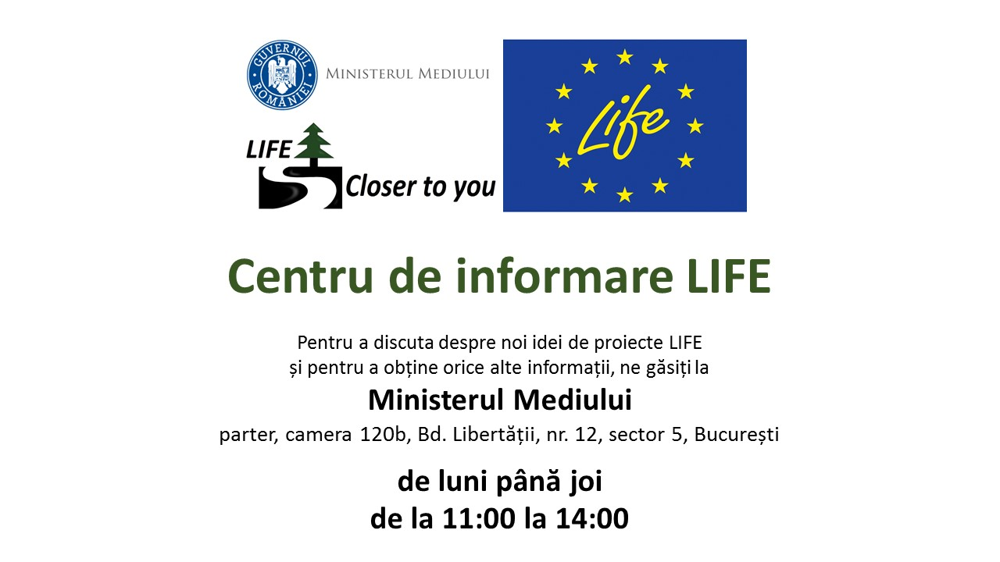 GUVERNUL ROMÂNIEI
MINISTERUL MEDIULUI
Life
LIFE
Closer to you
Centru de informare LIFE
Pentru a discuta despre noi idei de proiecte LIFE
și pentru a obține orice alte informații, ne găsiți la
Ministerul Mediului
parter, camera 120b, Bd. Libertății, nr. 12, sector 5, București
de luni până joi
de la 11:00 la 14:00